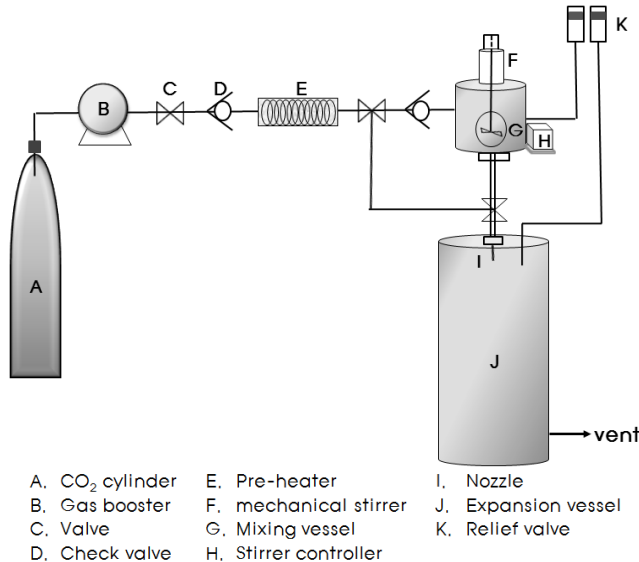 K
F
C
D
E
B
G
H
I
A
J
vent
A. CO₂ cylinder
B. Gas booster
C. Valve
D. Check valve
E. Pre-heater
F. mechanical stirrer
G. Mixing vessel
H. Stirrer controller
I. Nozzle
J. Expansion vessel
K. Relief valve